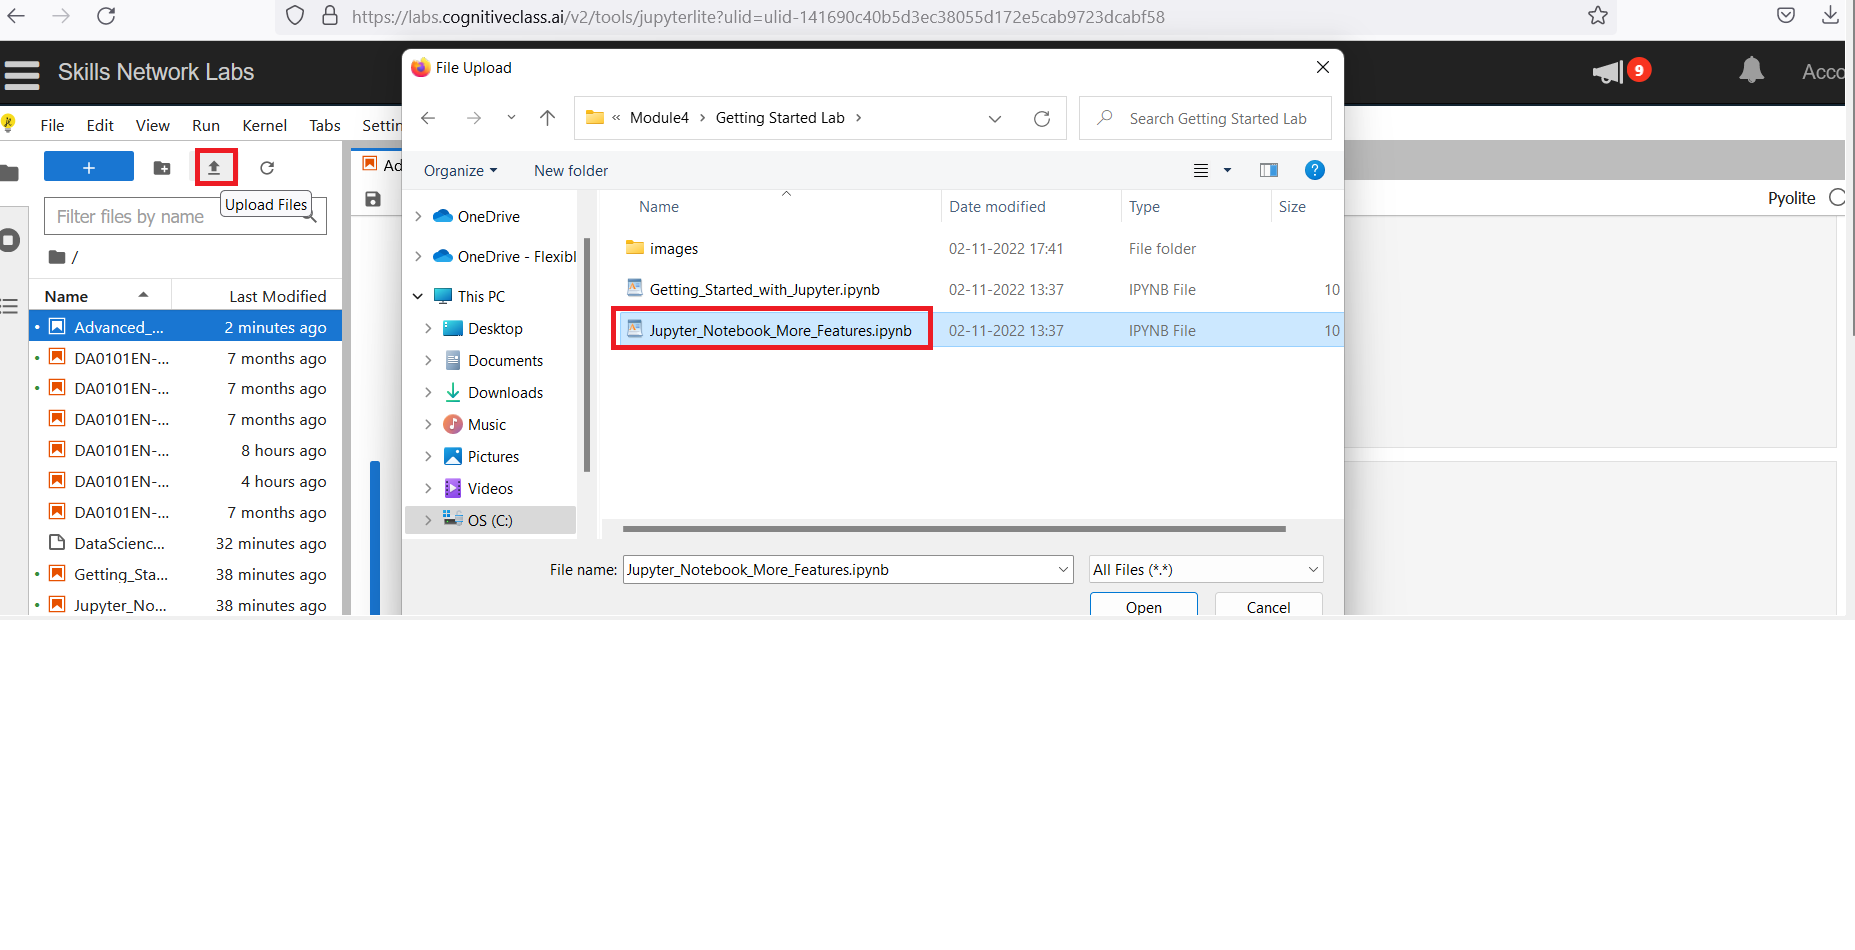 https://labs.cognitiveclass.ai/v2/tools/jupyterlite?ulid=ulid-141690c40b5d3ec38055d172e5cab9723dcabf58
Skills Network Labs
9
Acco
File Edit View Run Kernel Tabs Settin
Upload Files
Filter files by name
/
Name Last Modified
Advanced_... 2 minutes ago
DA0101EN-... 7 months ago
DA0101EN-... 7 months ago
DA0101EN-... 7 months ago
DA0101EN-... 8 hours ago
DA0101EN-... 4 hours ago
DA0101EN-... 7 months ago
DataScienc... 32 minutes ago
Getting_Sta... 38 minutes ago
Jupyter_No... 38 minutes ago
Ad
File Upload
« Module4 › Getting Started Lab ›
Search Getting Started Lab
Organize New folder
?
OneDrive
OneDrive - Flexibl
This PC
Desktop
Documents
Downloads
Music
Pictures
Videos
OS (C:)
Name Date modified Type Size
images 02-11-2022 17:41 File folder
Getting_Started_with_Jupyter.ipynb 02-11-2022 13:37 IPYNB File 10
Jupyter_Notebook_More_Features.ipynb 02-11-2022 13:37 IPYNB File 10
File name: Jupyter_Notebook_More_Features.ipynb All Files (*.*)
Open Cancel
Pyolite